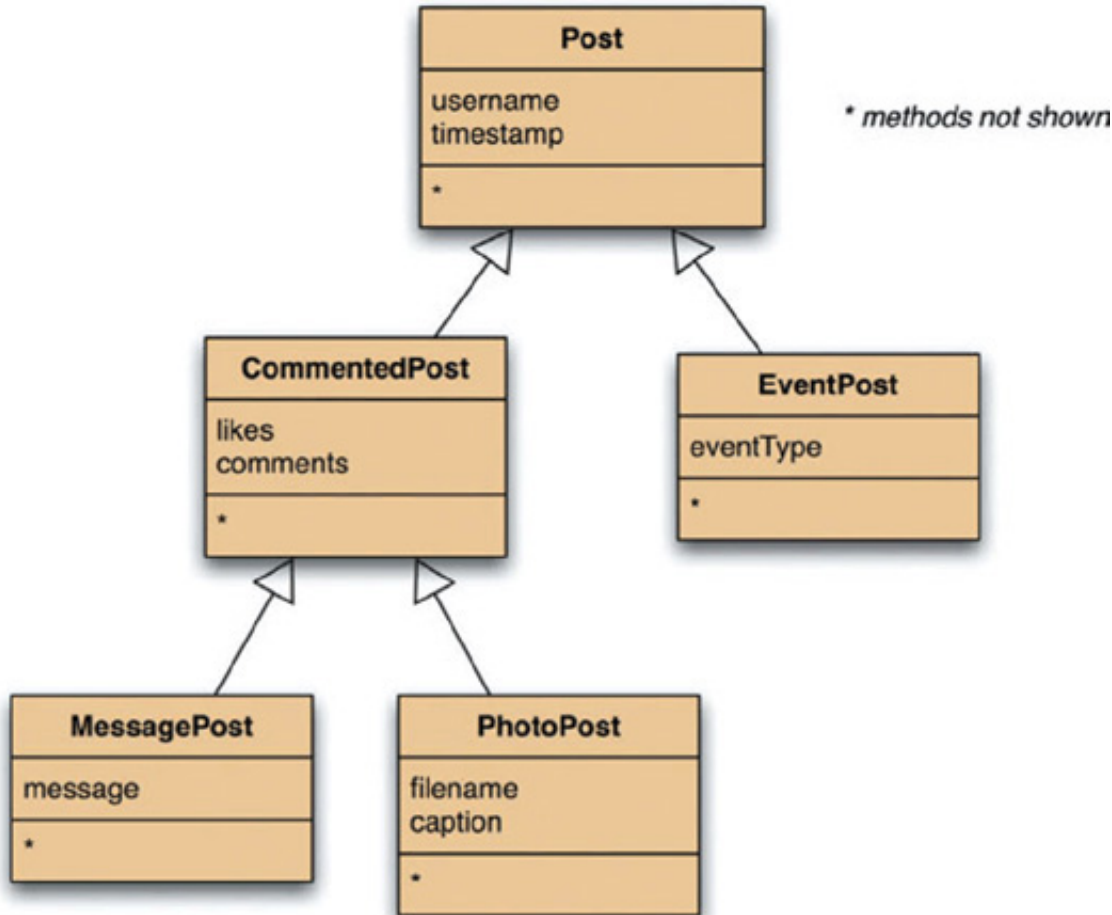 Post
username
timestamp
*
* methods not shown
CommentedPost
likes
comments
*
EventPost
eventType
*
MessagePost
message
*
PhotoPost
filename
caption
*